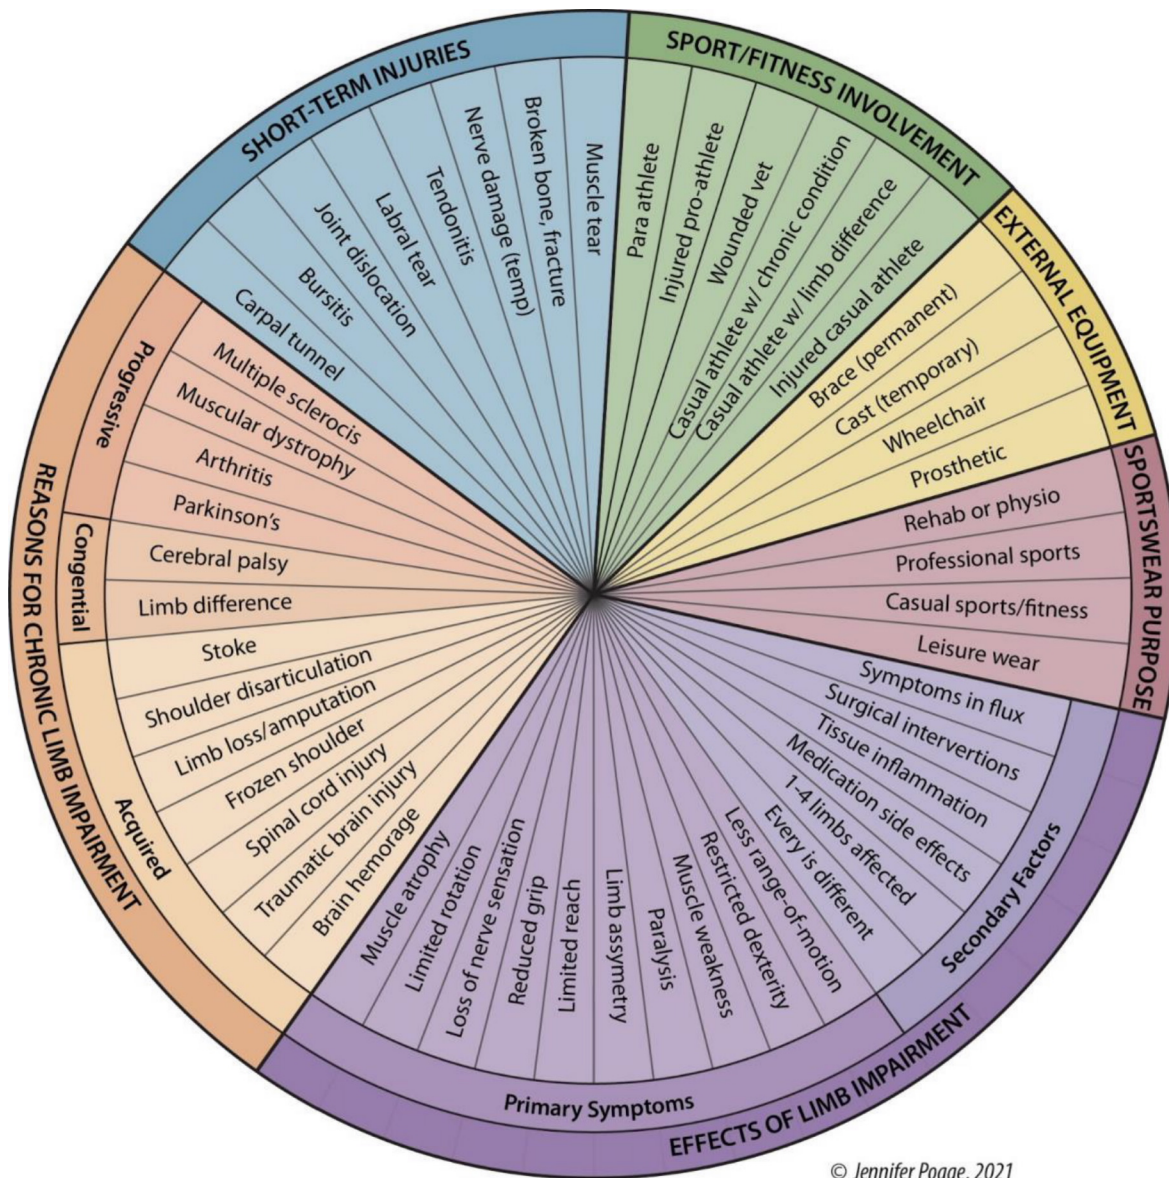 SHORT-TERM INJURIES
Carpal tunnel
Bursitis
Joint dislocation
Labral tear
Tendonitis
Nerve damage (temp)
Broken bone, fracture
Muscle tear
SPORT/FITNESS INVOLVEMENT
Para athlete
Injured pro-athlete
Wounded vet
Casual athlete w/ chronic condition
Casual athlete w/ limb difference
Injured casual athlete
EXTERNAL EQUIPMENT
Brace (permanent)
Cast (temporary)
Wheelchair
Prosthetic
SPORTSWEAR PURPOSE
Rehab or physio
Professional sports
Casual sports/fitness
Leisure wear
EFFECTS OF LIMB IMPAIRMENT
Secondary Factors
Symptoms in flux
Surgical intervertions
Tissue inflammation
Medication side effects
1-4 limbs affected
Every is different
Primary Symptoms
Less range-of-motion
Restricted dexterity
Muscle weakness
Paralysis
Limb assymetry
Limited reach
Reduced grip
Loss of nerve sensation
Limited rotation
Muscle atrophy
REASONS FOR CHRONIC LIMB IMPAIRMENT
Acquired
Brain hemorage
Traumatic brain injury
Spinal cord injury
Frozen shoulder
Limb loss/amputation
Shoulder disarticulation
Stoke
Congential
Limb difference
Cerebral palsy
Progressive
Parkinson's
Arthritis
Muscular dystrophy
Multiple sclerocis
© Jennifer Pogge, 2021